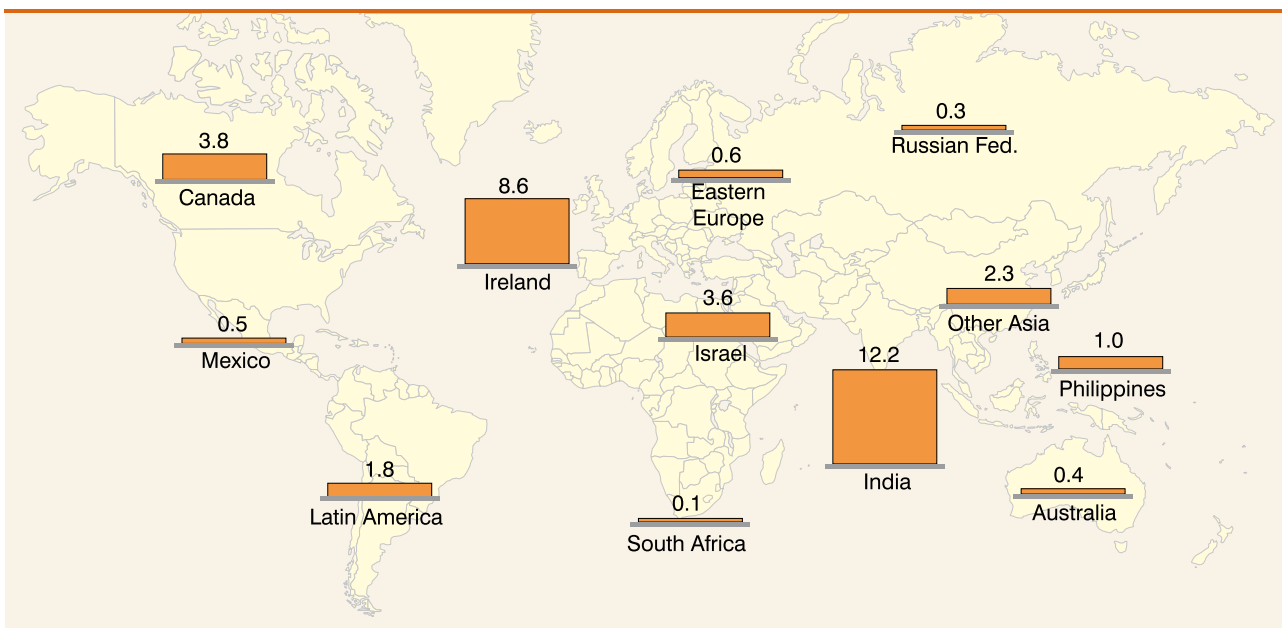 0.3
Russian Fed.
3.8
Canada
0.6
Eastern
Europe
8.6
Ireland
2.3
Other Asia
3.6
Israel
0.5
Mexico
1.0
Philippines
12.2
India
1.8
Latin America
0.4
Australia
0.1
South Africa